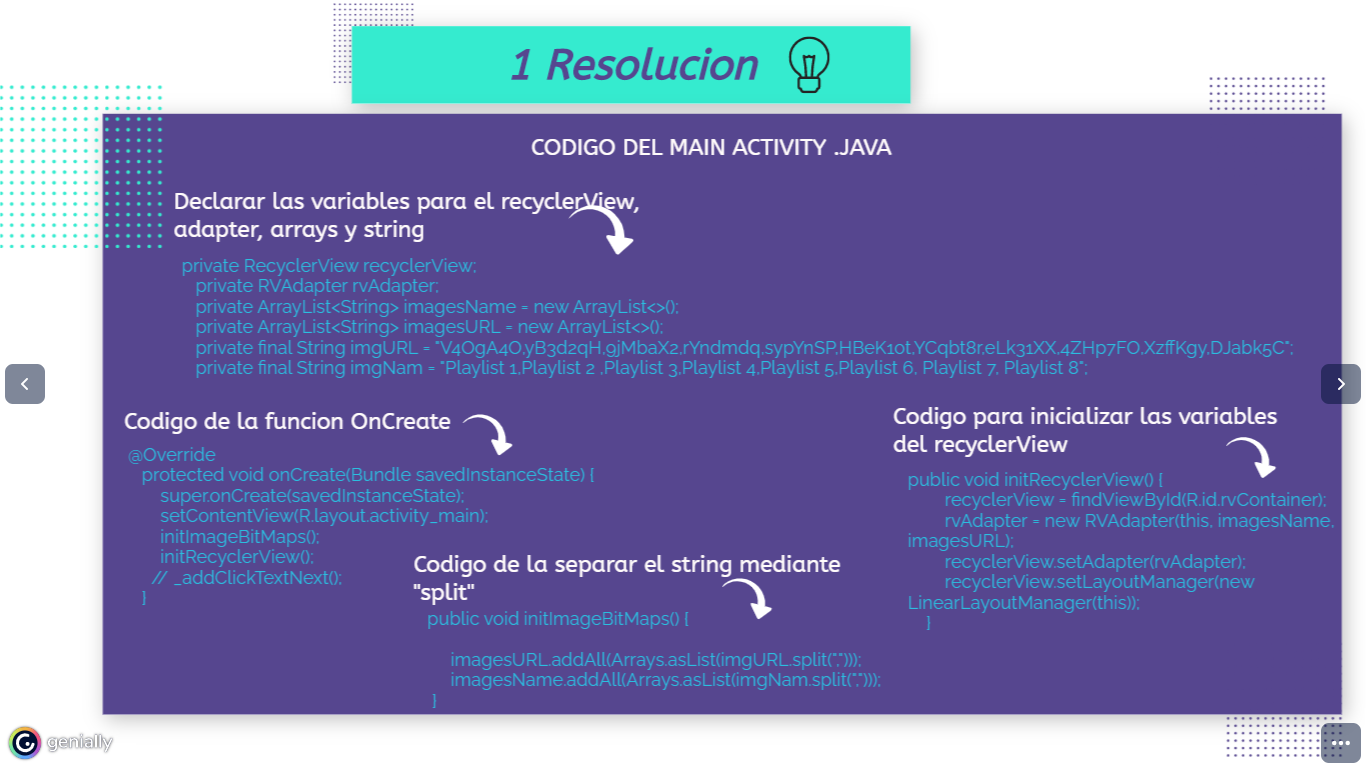 1 Resolucion
CODIGO DEL MAIN ACTIVITY .JAVA
Declarar las variables para el recyclerView,
adapter, arrays y string
private RecyclerView recyclerView;
private RVAdapter rvAdapter;
private ArrayList<String> imagesName = new ArrayList<>();
private ArrayList<String> imagesURL = new ArrayList<>();
private final String imgURL = "V4OgA4O,yB3d2qH,9jMbaX2,rYndmdq,sypYnSP,HBeK1ot,YCqbt8r,eLk31XX,4ZHp7FO,XzffKgy,DJabk5C";
private final String imgNam = "Playlist 1,Playlist 2 ,Playlist 3,Playlist 4,Playlist 5,Playlist 6, Playlist 7, Playlist 8";
Codigo de la funcion OnCreate
@Override
protected void onCreate(Bundle savedInstanceState) {
super.onCreate(savedInstanceState);
setContentView(R.layout.activity_main);
initImageBitMaps();
initRecyclerView();
// _addClickTextNext();
}
Codigo de la separar el string mediante
"split"
public void initImageBitMaps() {
imagesURL.addAll(Arrays.asList(imgURL.split(",")));
imagesName.addAll(Arrays.asList(imgNam.split(",")));
}
Codigo para inicializar las variables
del recyclerView
public void initRecyclerView() {
recyclerView = findViewById(R.id.rvContainer);
rvAdapter = new RVAdapter(this, imagesName,
imagesURL);
recyclerView.setAdapter(rvAdapter);
recyclerView.setLayoutManager(new
LinearLayoutManager(this));
}
genially